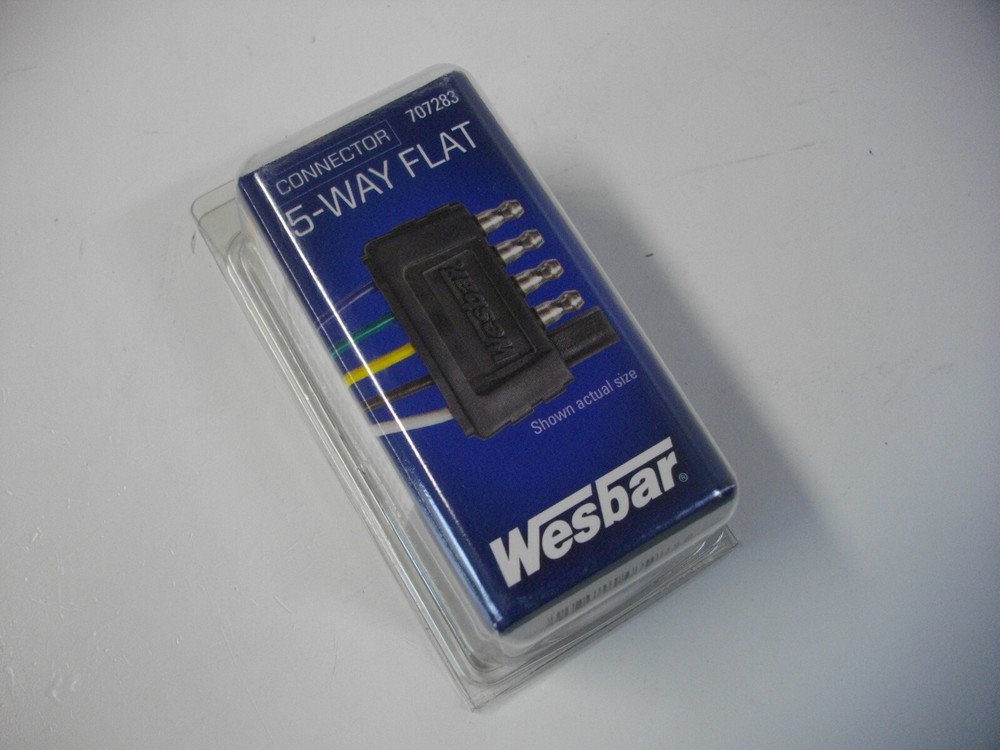 CONNECTOR 707283
5-WAY FLAT
Wesbar
Shown actual size
Wesbar®